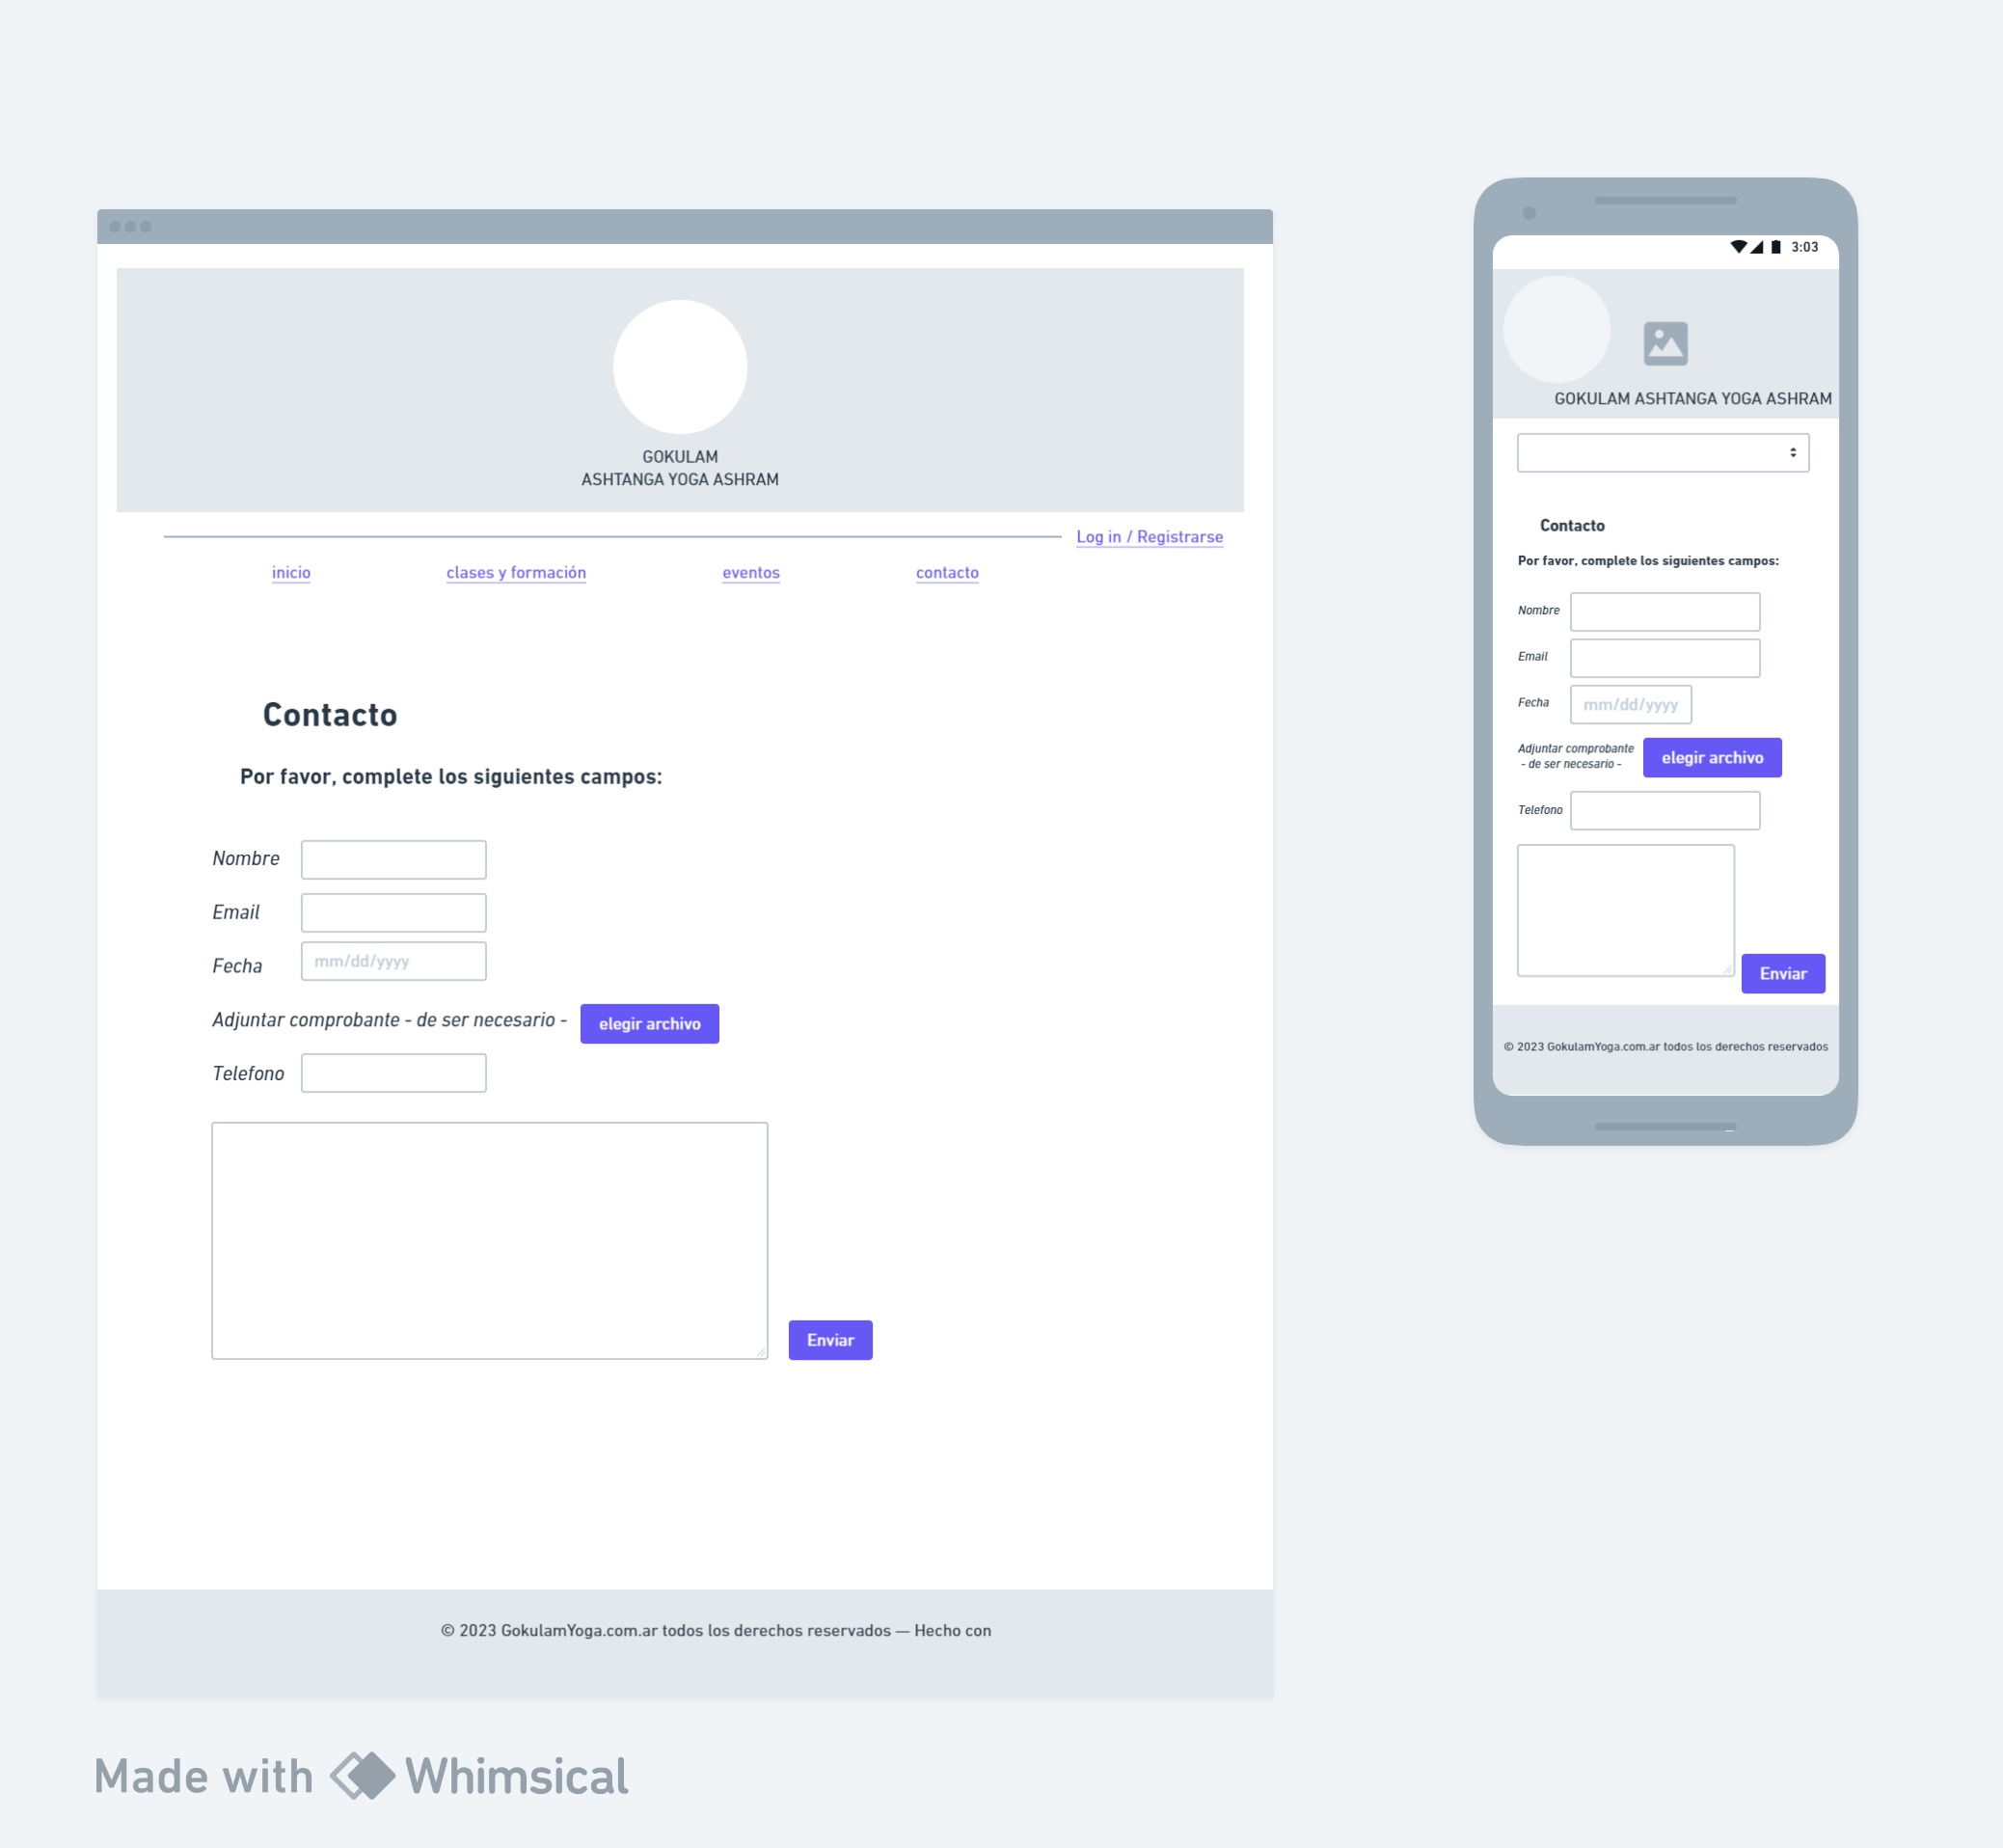 GOKULAM
ASHTANGA YOGA ASHRAM
Log in / Registrarse
inicio
clases y formación
eventos
contacto
Contacto
Por favor, complete los siguientes campos:
Nombre
Email
Fecha
mm/dd/yyyy
Adjuntar comprobante - de ser necesario -
elegir archivo
Telefono
Enviar
© 2023 GokulamYoga.com.ar todos los derechos reservados — Hecho con
3:03
GOKULAM ASHTANGA YOGA ASHRAM
Contacto
Por favor, complete los siguientes campos:
Nombre
Email
Fecha
mm/dd/yyyy
Adjuntar comprobante
- de ser necesario -
elegir archivo
Telefono
Enviar
© 2023 GokulamYoga.com.ar todos los derechos reservados
Made with Whimsical